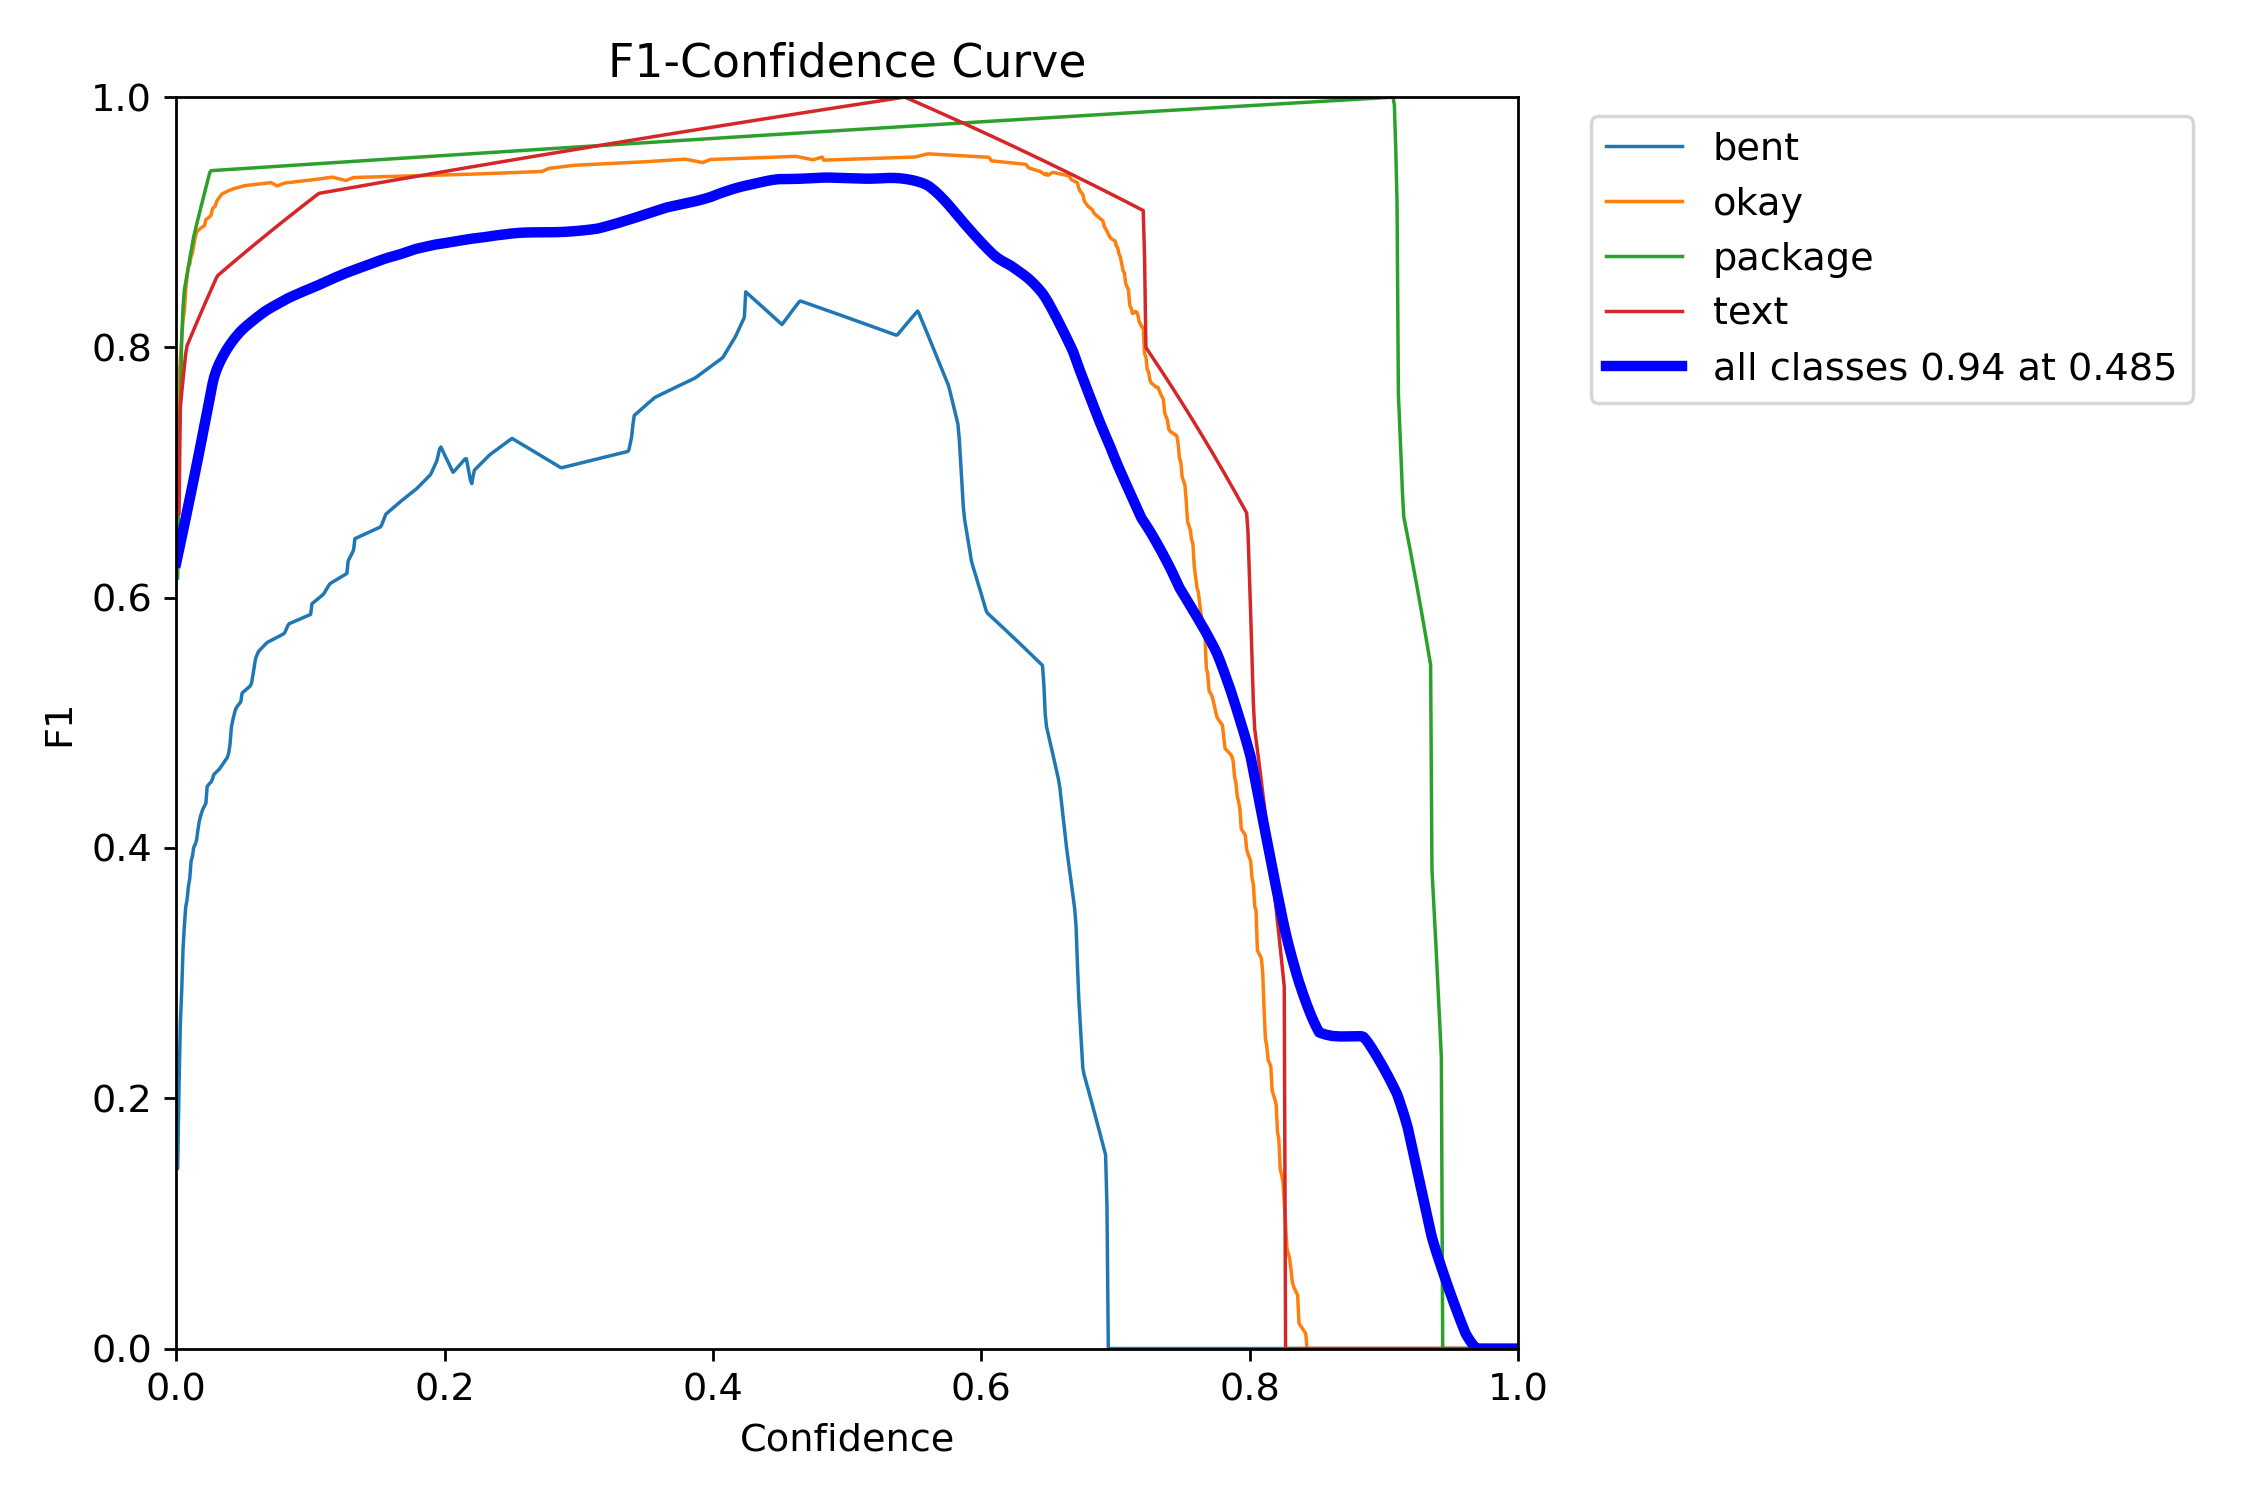 F1-Confidence Curve
1.0
0.8
0.6
0.4
0.2
0.0
F1
0.0 0.2 0.4 0.6 0.8 1.0
Confidence
bent
okay
package
text
all classes 0.94 at 0.485